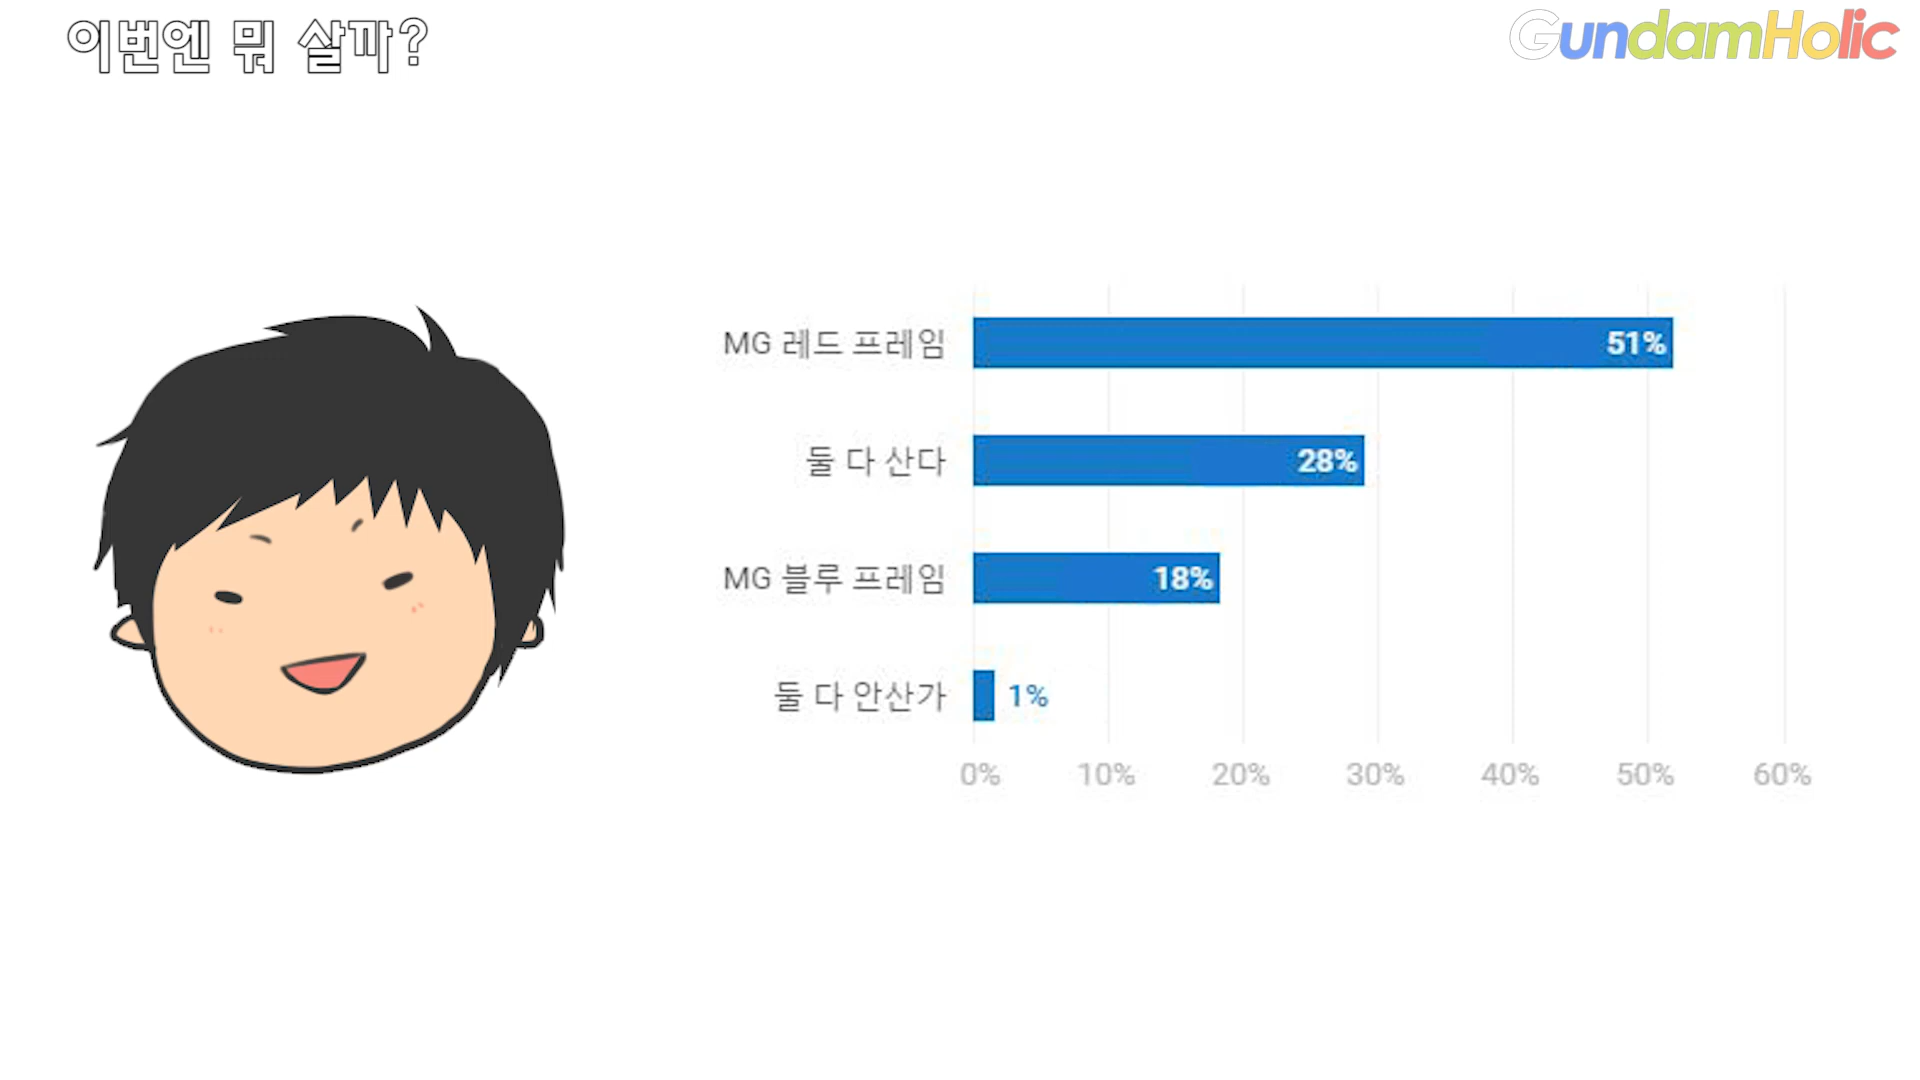 이번엔 뭐 살까?
GundamHolic
MG 레드 프레임 51%
둘 다 산다 28%
MG 블루 프레임 18%
둘 다 안산가 1%
0% 10% 20% 30% 40% 50% 60%